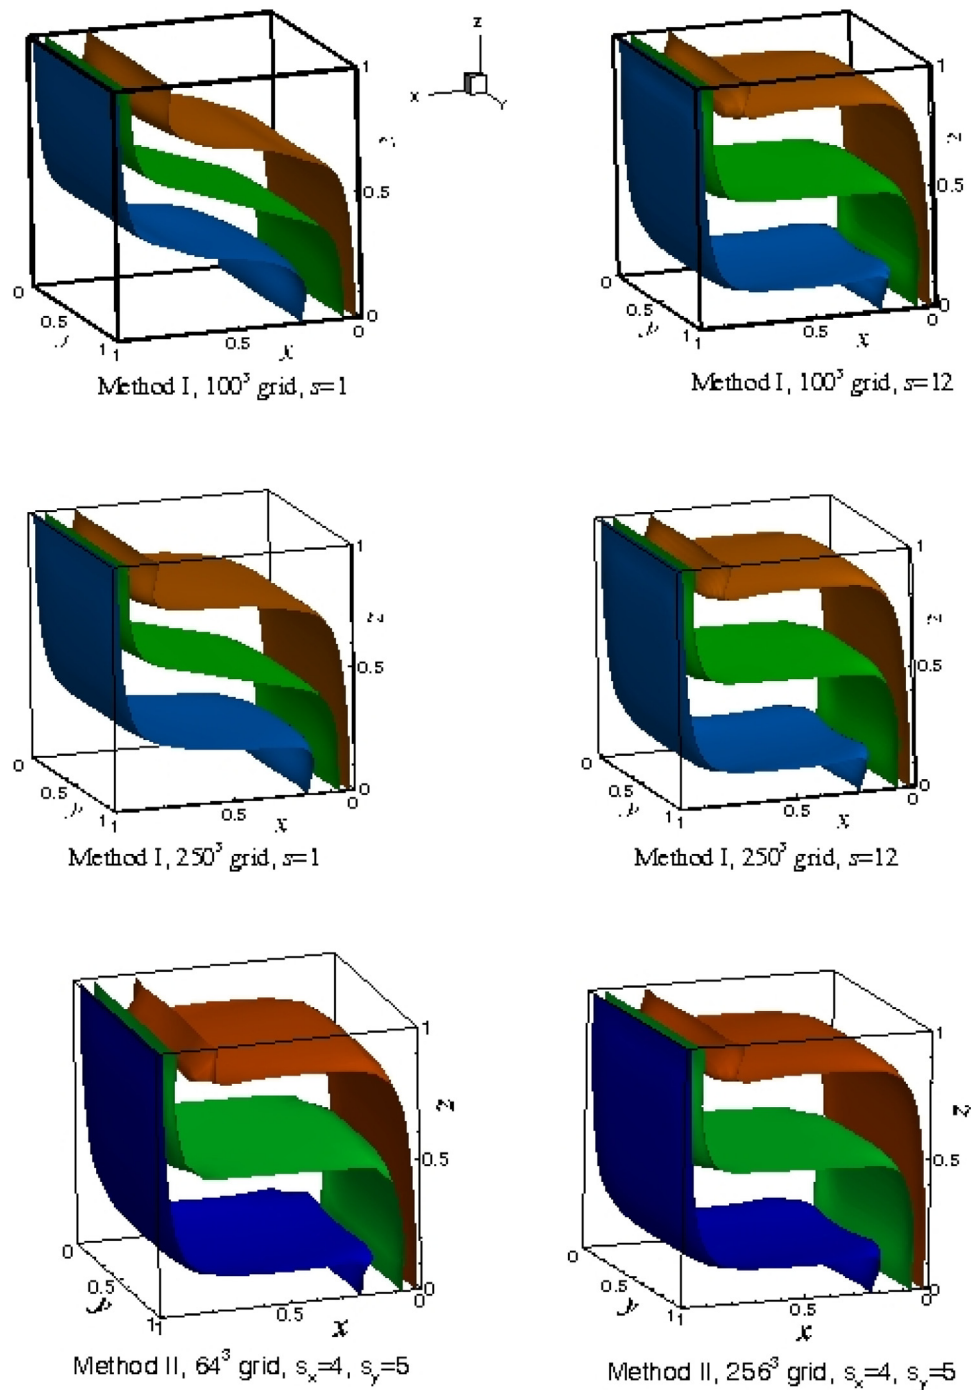 z
x
Y
1
z
0.5
0
0
0.5
y
1
1
0.5
x
Method I, 100³ grid, s=1
1
z
0.5
0
0
0.5
y
1
1
0.5
x
0
Method I, 100³ grid, s=12
1
z
0.5
0
0
0.5
y
1
1
0.5
x
0
Method I, 250³ grid, s=1
1
z
0.5
0
0
0.5
y
1
1
0.5
x
0
Method I, 250³ grid, s=12
1
z
0.5
0
0
0.5
y
1
1
0.5
x
0
Method II, 64³ grid, sₓ=4, s_y=5
1
z
0.5
0
0
0.5
y
1
1
0.5
x
0
Method II, 256³ grid, sₓ=4, s_y=5